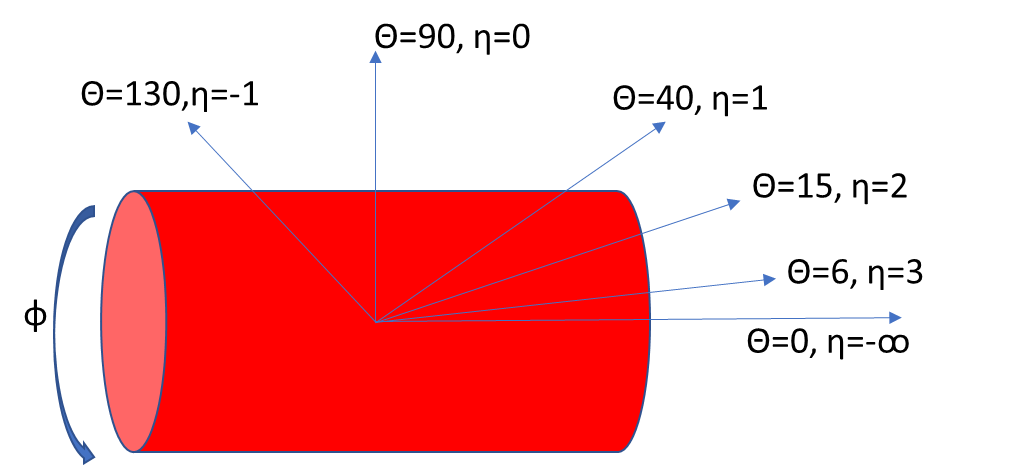 Θ=90, η=0
Θ=130,η=-1
Θ=40, η=1
Θ=15, η=2
Θ=6, η=3
ϕ
Θ=0, η=-ꝏ